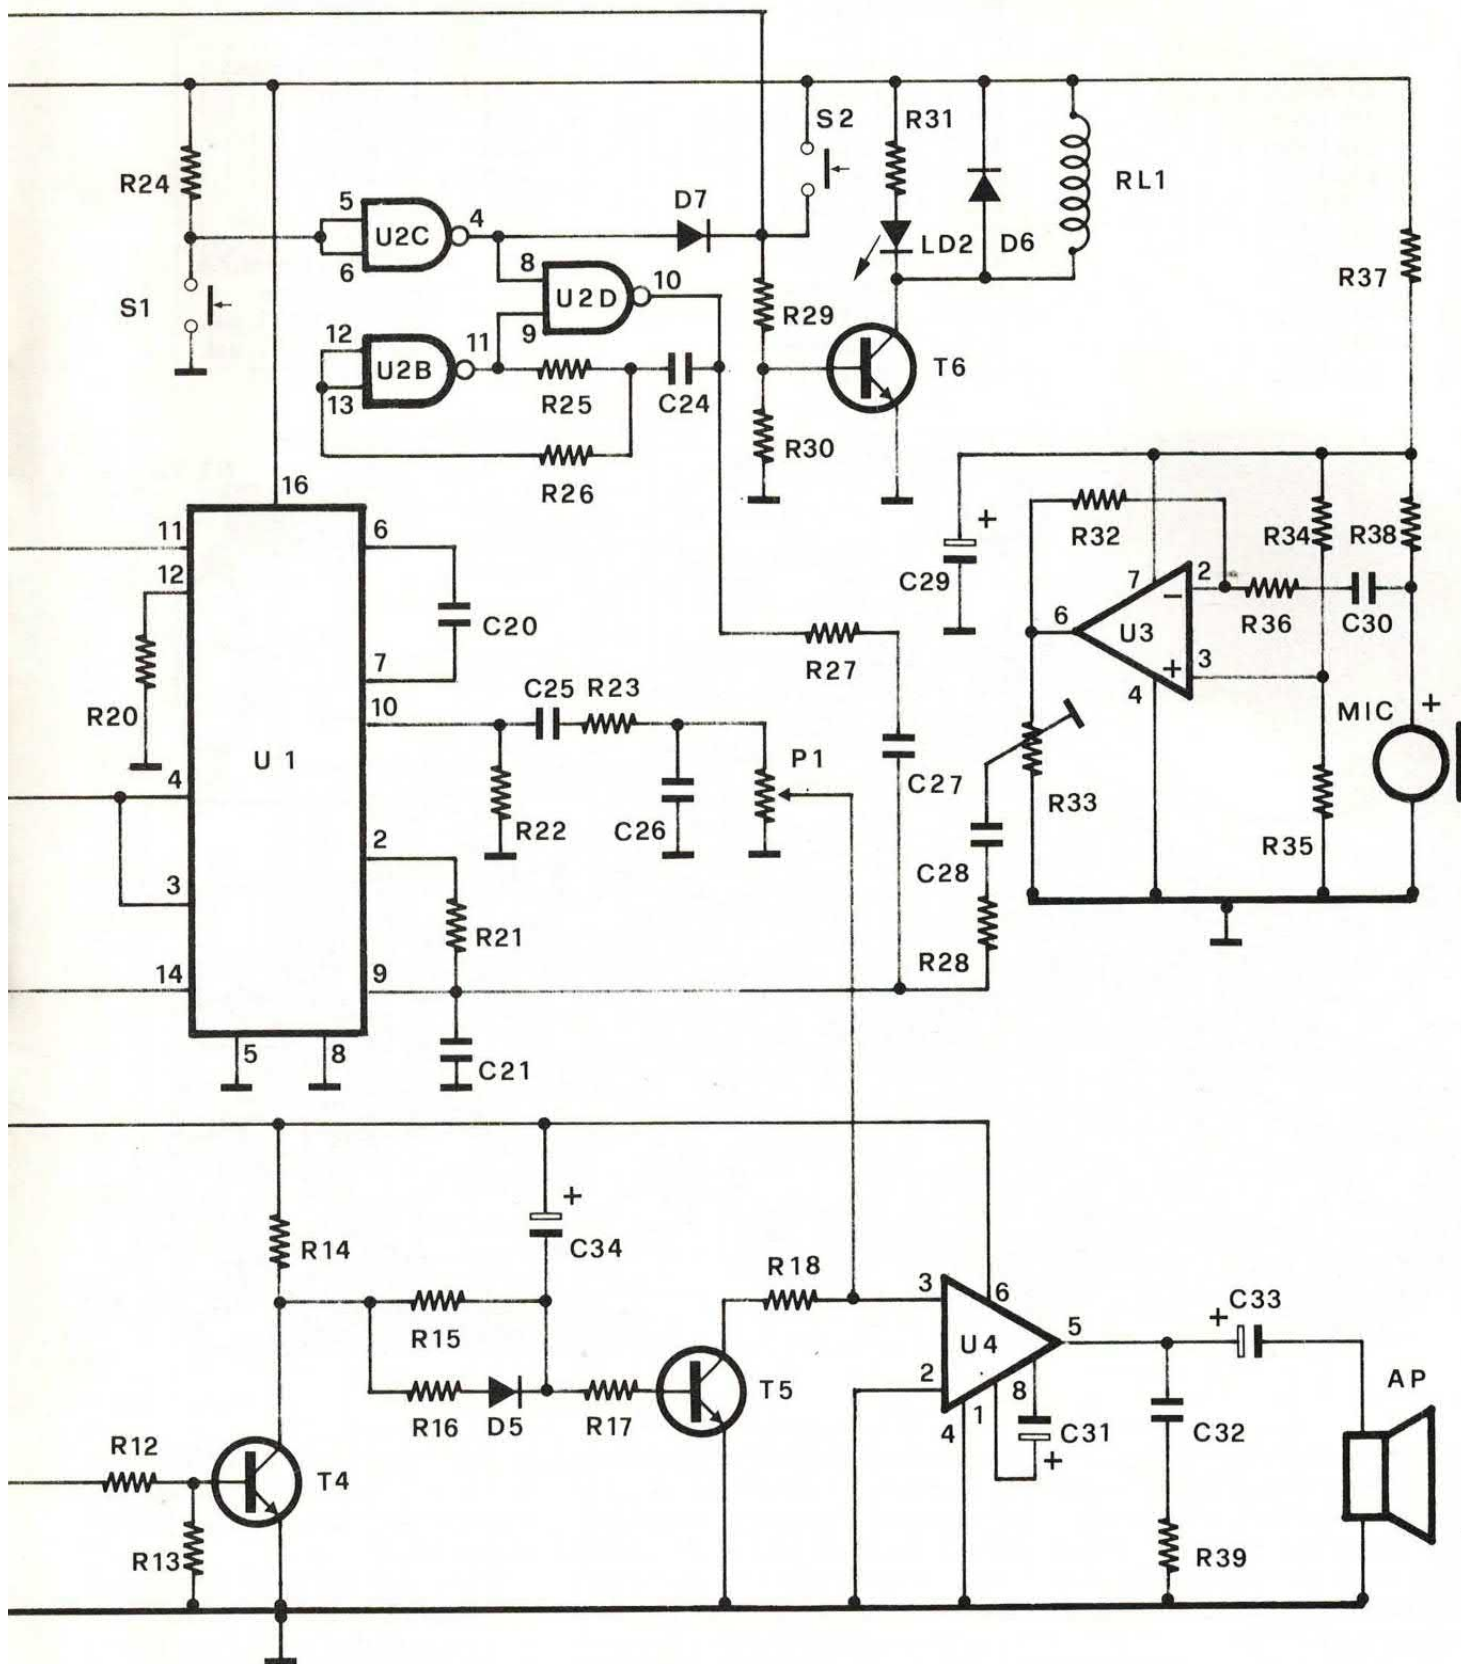 S2
R31
R24
RL1
5
4
D7
U2C
6
8
10
LD2
D6
R37
U2D
S1
9
R29
12
11
U2B
T6
13
R25
C24
R30
R26
16
+
11
6
R32
R34
R38
12
C29
7
2
−
C20
6
U3
R36
C30
7
R27
+
3
R20
10
C25
R23
4
MIC
+
U1
P1
4
C27
R33
R22
C26
2
R35
3
C28
R21
14
9
R28
5
8
C21
+
R14
C34
R18
3
6
+
C33
R15
5
U4
2
AP
T5
8
R16
D5
R17
1
4
C31
C32
R12
+
T4
R13
R39